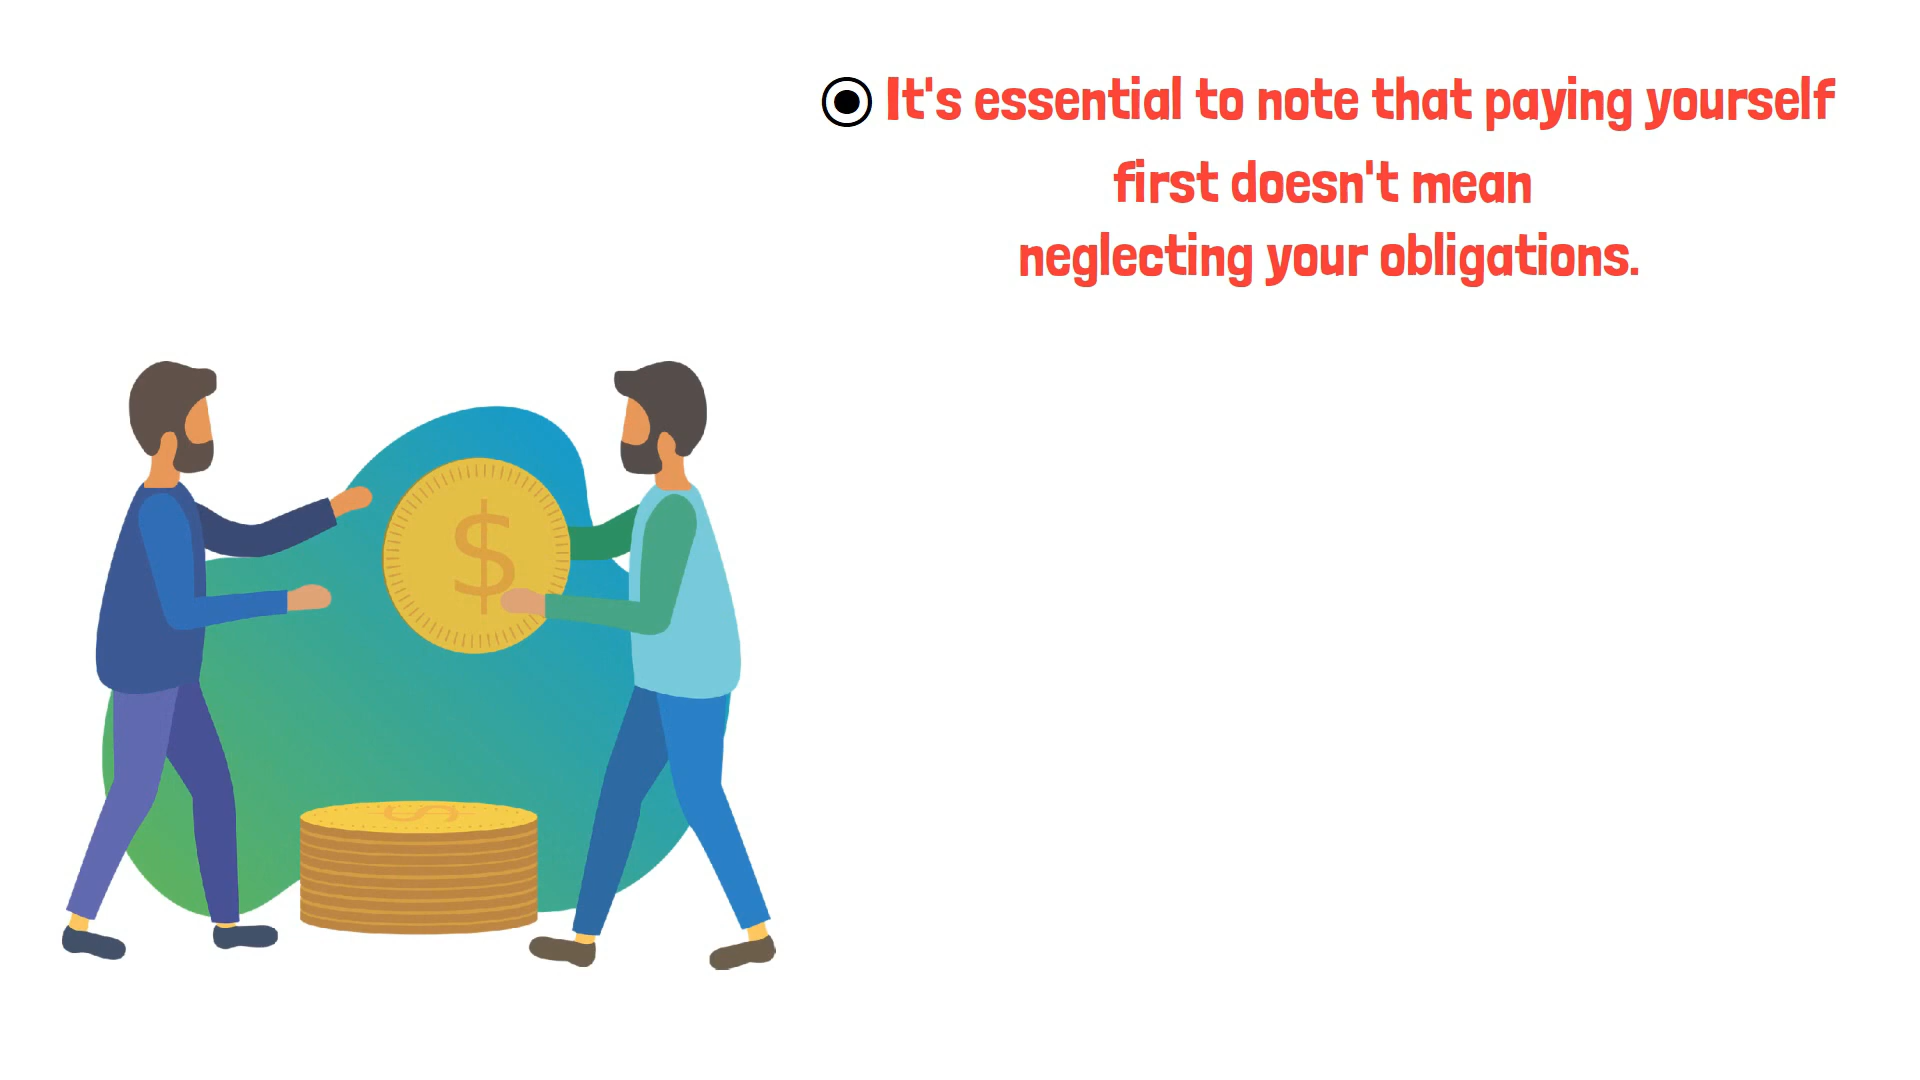 It's essential to note that paying yourself
first doesn't mean
neglecting your obligations.
$